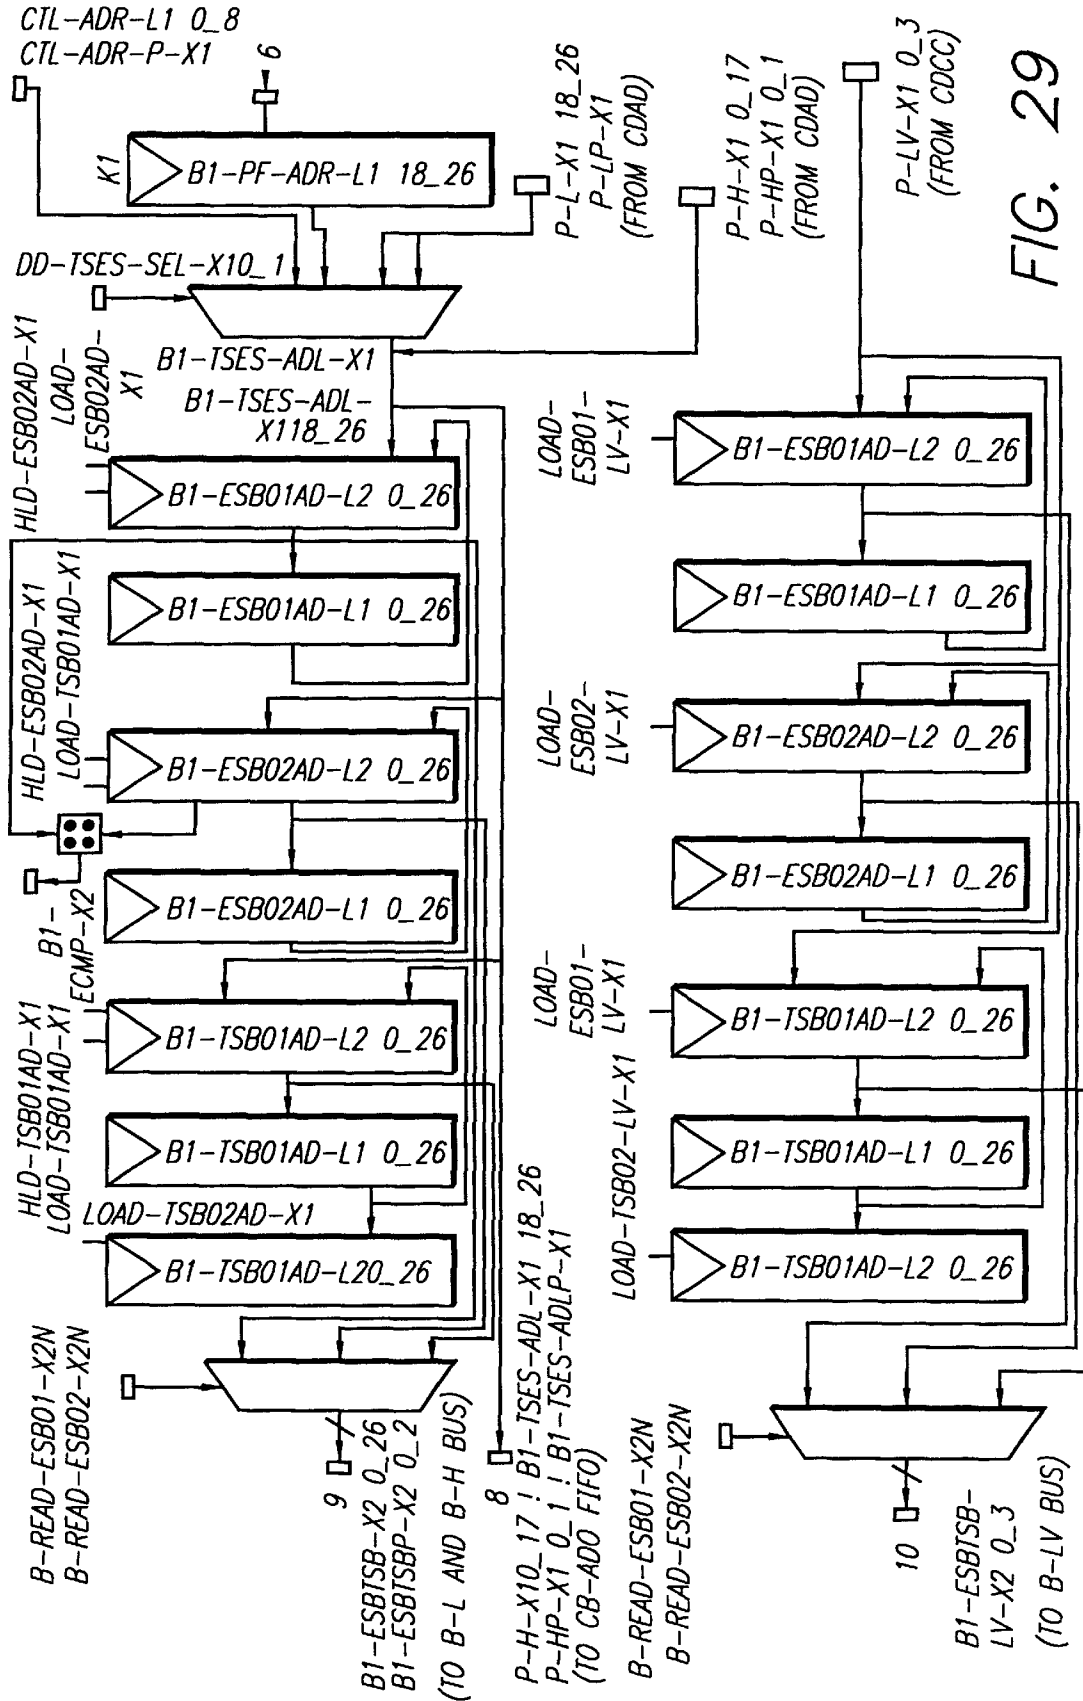 CTL-ADR-L1 0_8
CTL-ADR-P-X1
6
K1
B1-PF-ADR-L1 18_26
P-L-X1 18_26
P-LP-X1
(FROM CDAD)
P-H-X1 0_17
P-HP-X1 0_1
(FROM CDAD)
P-LV-X1 0_3
(FROM CDCC)
FIG. 29
DD-TSES-SEL-X10_1
B1-TSES-ADL-X1
B1-TSES-ADL-
X118_26
HLD-ESB02AD-X1
LOAD-
ESB02AD-
X1
B1-ESB01AD-L2 0_26
B1-ESB01AD-L1 0_26
HLD-ESB02AD-X1
LOAD-TSB01AD-X1
B1-ESB02AD-L2 0_26
B1-
ECMP-X2
B1-ESB02AD-L1 0_26
HLD-TSB01AD-X1
LOAD-TSB01AD-X1
B1-TSB01AD-L2 0_26
B1-TSB01AD-L1 0_26
LOAD-TSB02AD-X1
B1-TSB01AD-L20_26
B-READ-ESB01-X2N
B-READ-ESB02-X2N
9
B1-ESBTSB-X2 0_26
B1-ESBTSBP-X2 0_2
(TO B-L AND B-H BUS)
8
P-H-X10_17 ! B1-TSES-ADL-X1 18_26
P-HP-X1 0_1 ! B1-TSES-ADLP-X1
(TO CB-ADO FIFO)
LOAD-
ESB01-
LV-X1
B1-ESB01AD-L2 0_26
B1-ESB01AD-L1 0_26
LOAD-
ESB02-
LV-X1
B1-ESB02AD-L2 0_26
B1-ESB02AD-L1 0_26
LOAD-
ESB01-
LV-X1
B1-TSB01AD-L2 0_26
B1-TSB01AD-L1 0_26
LOAD-TSB02-LV-X1
B1-TSB01AD-L2 0_26
B-READ-ESB01-X2N
B-READ-ESB02-X2N
10
B1-ESBTSB-
LV-X2 0_3
(TO B-LV BUS)